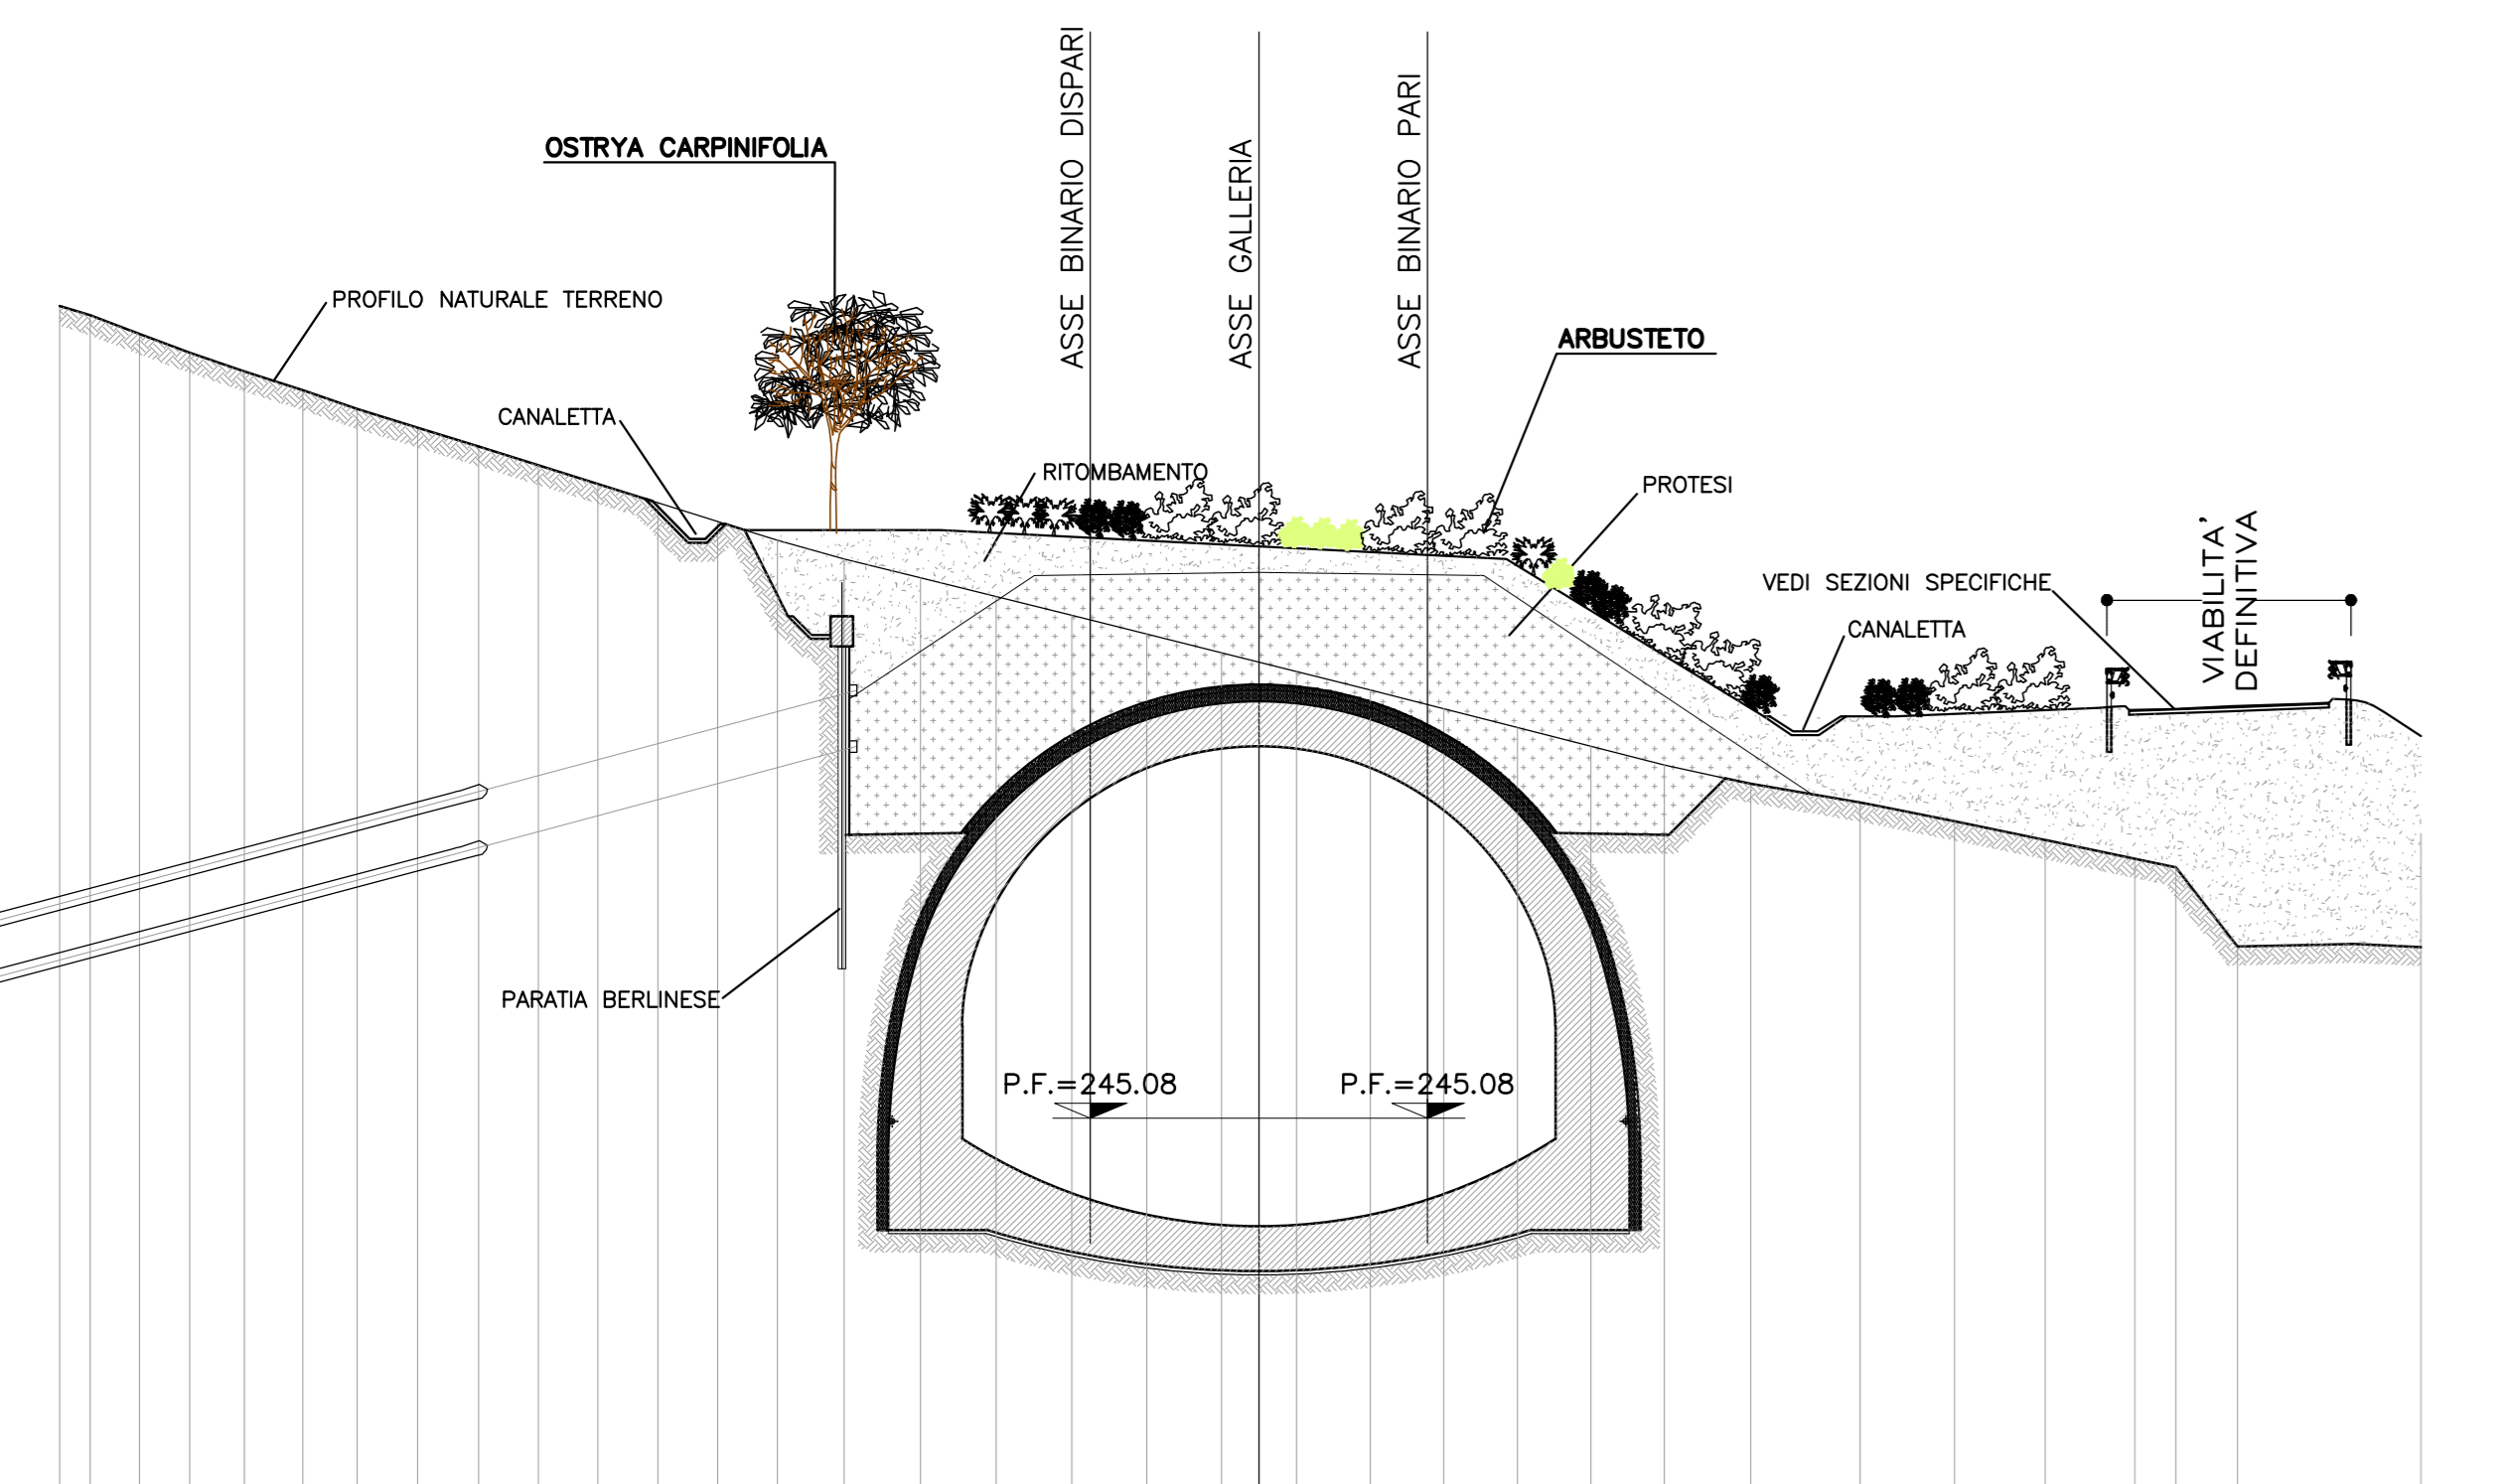 ASSE BINARIO DISPARI
ASSE GALLERIA
ASSE BINARIO PARI
OSTRYA CARPINIFOLIA
PROFILO NATURALE TERRENO
ARBUSTETO
CANALETTA
RITOMBAMENTO
PROTESI
VEDI SEZIONI SPECIFICHE
VIABILITA'
DEFINITIVA
CANALETTA
PARATIA BERLINESE
P.F.=245.08
P.F.=245.08